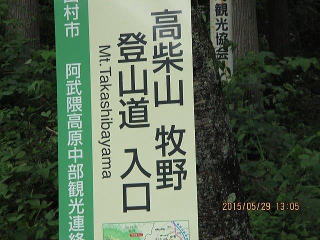 観光協会
高柴山 牧野
登山道 入口
Mt.Takashibayama
村市 阿武隈高原中部観光連絡
2015/05/29 13:05